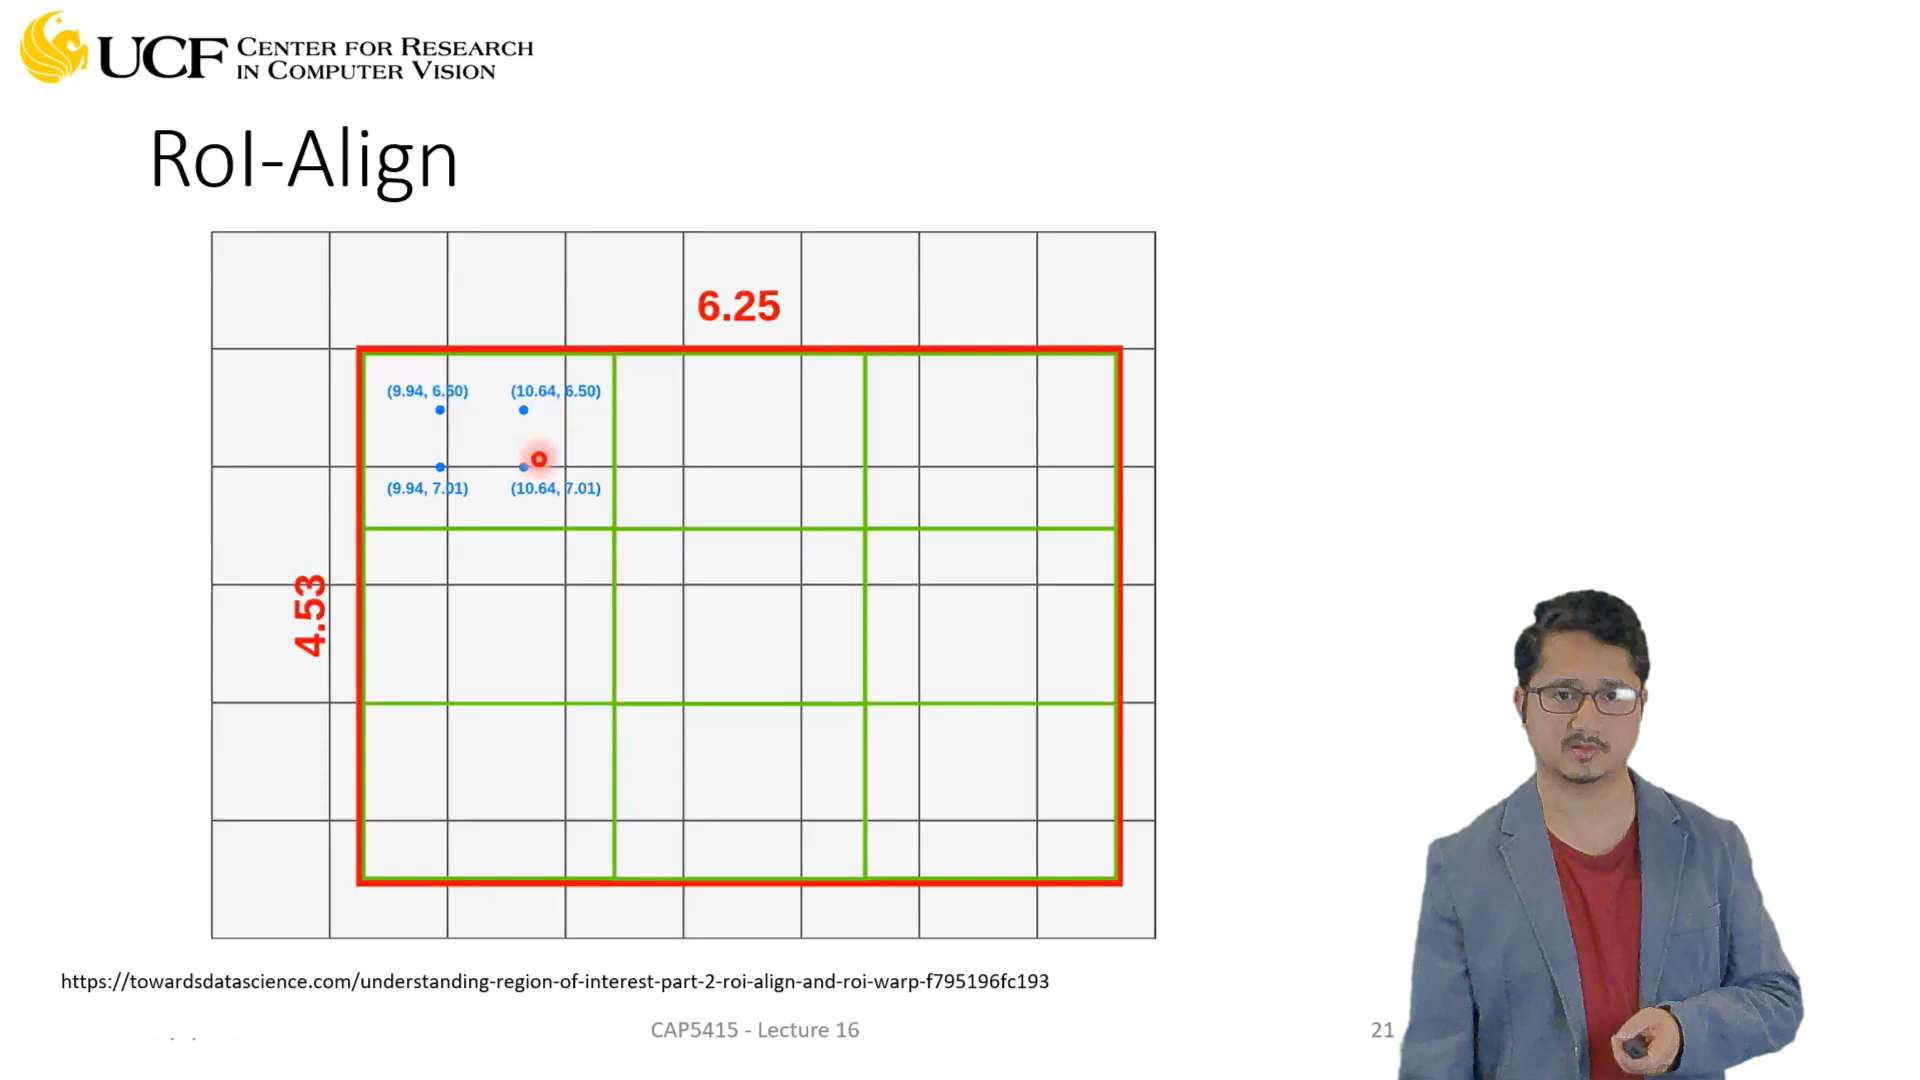 UCF CENTER FOR RESEARCH
IN COMPUTER VISION
RoI-Align
6.25
(9.94, 6.50) (10.64, 6.50)
(9.94, 7.01) (10.64, 7.01)
4.53
https://towardsdatascience.com/understanding-region-of-interest-part-2-roi-align-and-roi-warp-f795196fc193
CAP5415 - Lecture 16
21